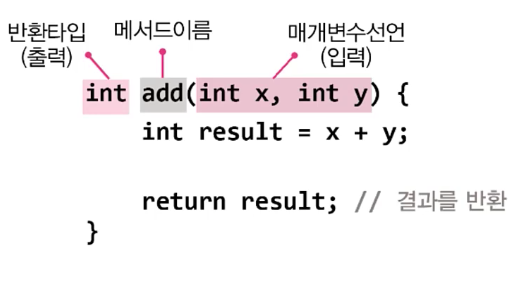 반환타입 메서드이름 매개변수선언
(출력) (입력)
int add(int x, int y) {
int result = x + y;
return result; // 결과를 반환
}